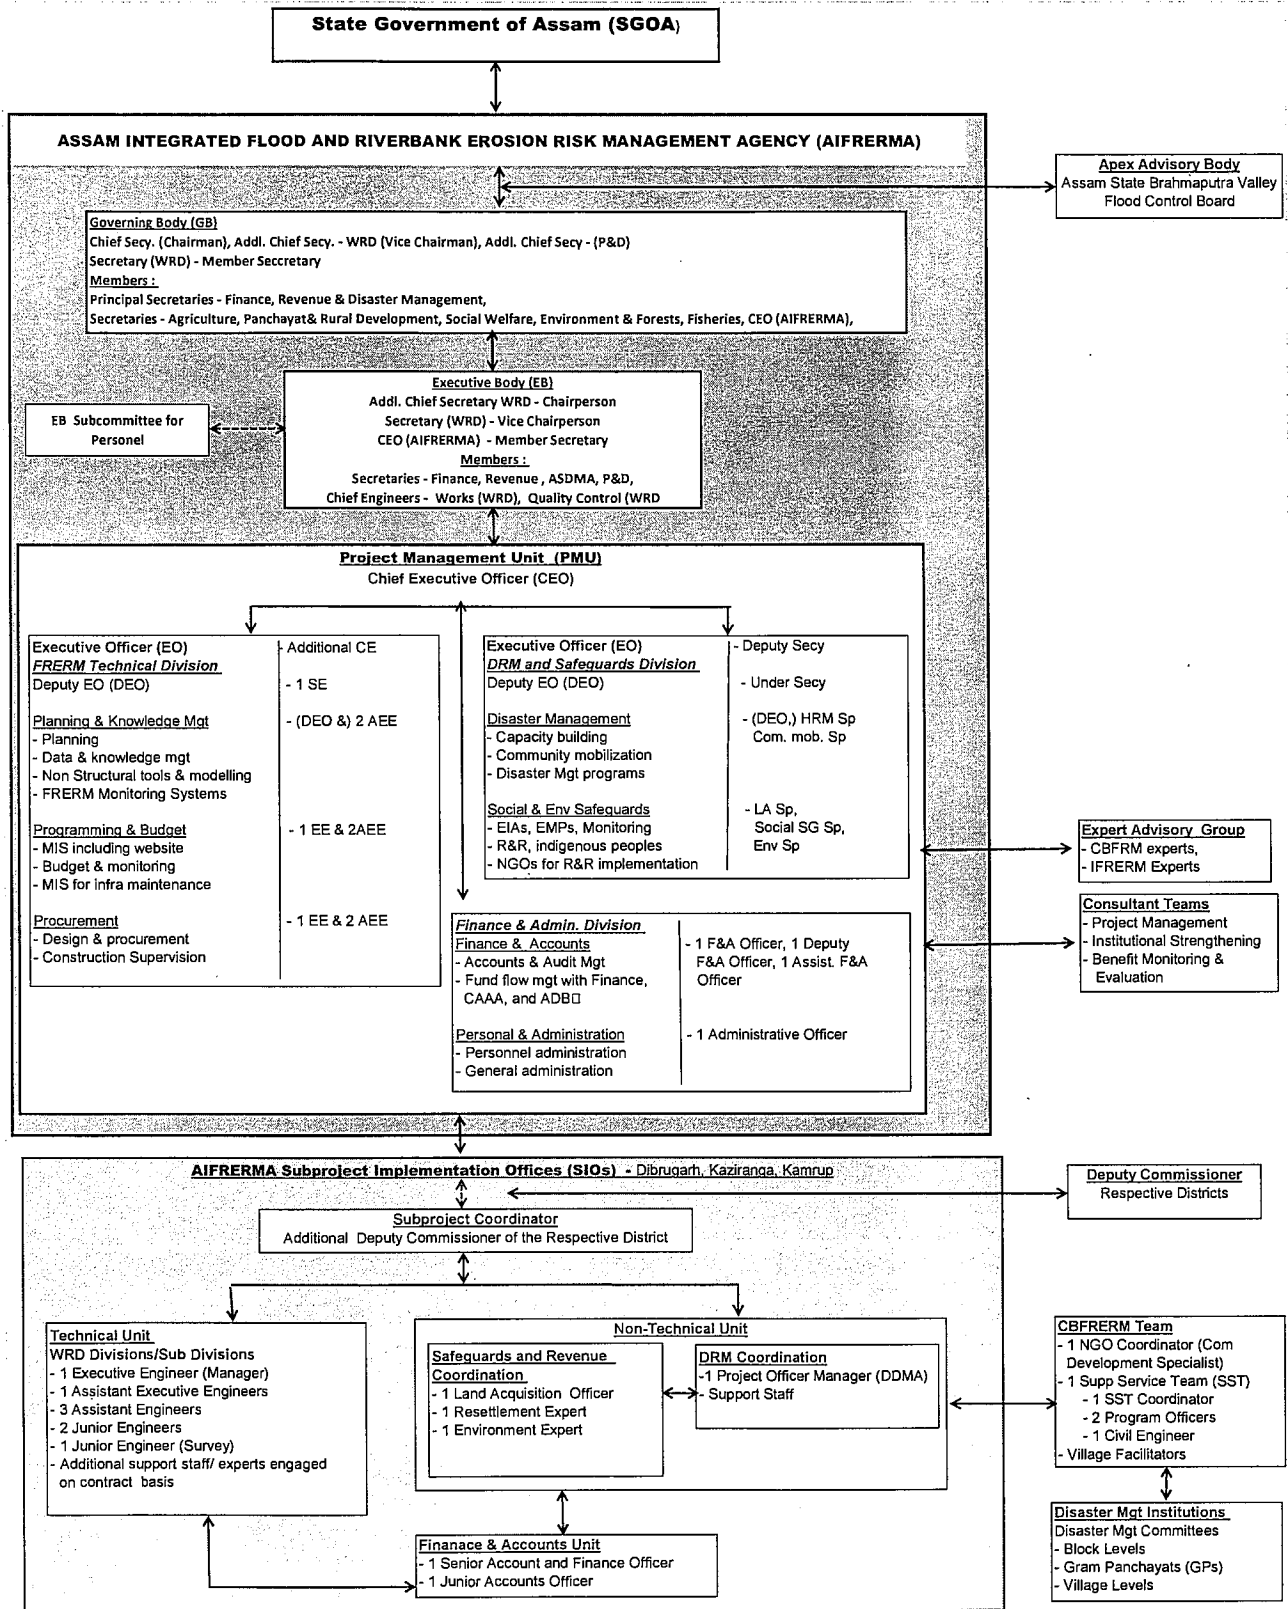 State Government of Assam (SGOA)
ASSAM INTEGRATED FLOOD AND RIVERBANK EROSION RISK MANAGEMENT AGENCY (AIFRERMA)
Apex Advisory Body
Assam State Brahmaputra Valley
Flood Control Board
Governing Body (GB)
Chief Secy. (Chairman), Addl. Chief Secy. - WRD (Vice Chairman), Addl. Chief Secy - (P&D)
Secretary (WRD) - Member Seccretary
Members :
Principal Secretaries - Finance, Revenue & Disaster Management,
Secretaries - Agriculture, Panchayat& Rural Development, Social Welfare, Environment & Forests, Fisheries, CEO (AIFRERMA),
Executive Body (EB)
Addl. Chief Secretary WRD - Chairperson
Secretary (WRD) - Vice Chairperson
CEO (AIFRERMA) - Member Secretary
Members :
Secretaries - Finance, Revenue , ASDMA, P&D,
Chief Engineers - Works (WRD), Quality Control (WRD
EB Subcommittee for
Personel
Project Management Unit (PMU)
Chief Executive Officer (CEO)
Executive Officer (EO) - Additional CE
FRERM Technical Division
Deputy EO (DEO) - 1 SE
Planning & Knowledge Mgt - (DEO &) 2 AEE
- Planning
- Data & knowledge mgt
- Non Structural tools & modelling
- FRERM Monitoring Systems
Programming & Budget - 1 EE & 2AEE
- MIS including website
- Budget & monitoring
- MIS for infra maintenance
Procurement - 1 EE & 2 AEE
- Design & procurement
- Construction Supervision
Executive Officer (EO) - Deputy Secy
DRM and Safeguards Division
Deputy EO (DEO) - Under Secy
Disaster Management - (DEO,) HRM Sp
- Capacity building Com. mob. Sp
- Community mobilization
- Disaster Mgt programs
Social & Env Safeguards - LA Sp,
- EIAs, EMPs, Monitoring Social SG Sp,
- R&R, indigenous peoples Env Sp
- NGOs for R&R implementation
Finance & Admin. Division
Finance & Accounts - 1 F&A Officer, 1 Deputy
- Accounts & Audit Mgt F&A Officer, 1 Assist. F&A
- Fund flow mgt with Finance, Officer
CAAA, and ADB□
Personal & Administration - 1 Administrative Officer
- Personnel administration
- General administration
Expert Advisory Group
- CBFRM experts,
- IFRERM Experts
Consultant Teams
- Project Management
- Institutional Strengthening
- Benefit Monitoring &
Evaluation
AIFRERMA Subproject Implementation Offices (SIOs) - Dibrugarh, Kaziranga, Kamrup
Deputy Commissioner
Respective Districts
Subproject Coordinator
Additional Deputy Commissioner of the Respective District
Technical Unit
WRD Divisions/Sub Divisions
- 1 Executive Engineer (Manager)
- 1 Assistant Executive Engineers
- 3 Assistant Engineers
- 2 Junior Engineers
- 1 Junior Engineer (Survey)
- Additional support staff/ experts engaged
on contract basis
Non-Technical Unit
Safeguards and Revenue
Coordination
- 1 Land Acquisition Officer
- 1 Resettlement Expert
- 1 Environment Expert
DRM Coordination
-1 Project Officer Manager (DDMA)
- Support Staff
CBFRERM Team
- 1 NGO Coordinator (Com
Development Specialist)
- 1 Supp Service Team (SST)
- 1 SST Coordinator
- 2 Program Officers
- 1 Civil Engineer
- Village Facilitators
Finanace & Accounts Unit
- 1 Senior Account and Finance Officer
- 1 Junior Accounts Officer
Disaster Mgt Institutions
Disaster Mgt Committees
- Block Levels
- Gram Panchayats (GPs)
- Village Levels